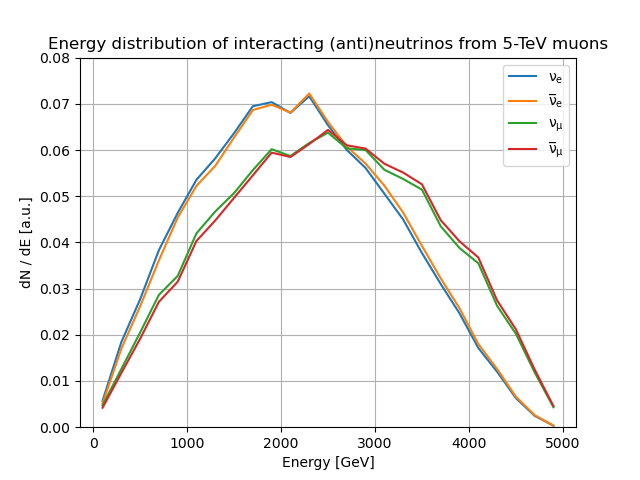 Energy distribution of interacting (anti)neutrinos from 5-TeV muons
0.08
0.07
0.06
0.05
0.04
0.03
0.02
0.01
0.00
dN / dE [a.u.]
0 1000 2000 3000 4000 5000
Energy [GeV]
νₑ
ν̅ₑ
ν_μ
ν̅_μ